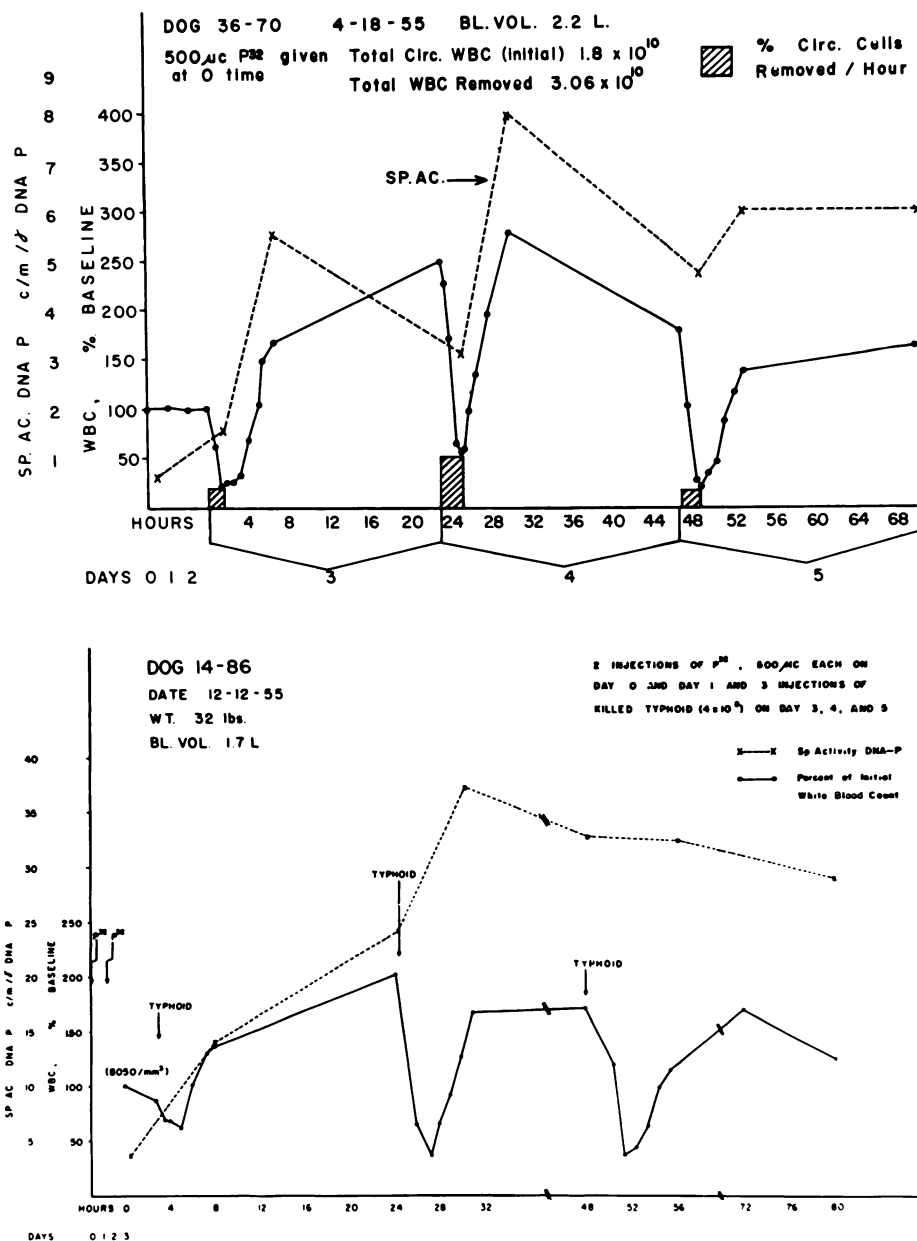 DOG 36-70 4-18-55 BL.VOL. 2.2 L.
500μc P32 given Total Circ. WBC (initial) 1.8 x 10^10
at 0 time
Total WBC Removed 3.06 x 10^10
% Circ. Cells
Removed / Hour
SP. AC. DNA P c/m/γ DNA P
9
8
7
6
5
4
3
2
1
WBC, % BASELINE
400
350
300
250
200
150
100
50
SP. AC.
HOURS 4 8 12 16 20 24 28 32 36 40 44 48 52 56 60 64 68
DAYS 0 1 2 3 4 5
DOG 14-86
DATE 12-12-55
WT. 32 lbs.
BL. VOL. 1.7 L
2 INJECTIONS OF P32, 500μC EACH ON
DAY 0 AND DAY 1 AND 3 INJECTIONS OF
KILLED TYPHOID ON DAY 3, 4, AND 5
X----X Sp Activity DNA-P
Percent of Initial
White Blood Count
SP AC DNA P c/m/γ DNA P
40
35
30
25
20
15
10
5
WBC, % BASELINE
250
200
150
100
50
P32 P32
TYPHOID
TYPHOID
TYPHOID
(8050/mm3)
HOURS 0 4 8 12 16 20 24 28 32 48 52 56 72 76 80
DAYS 0 1 2 3